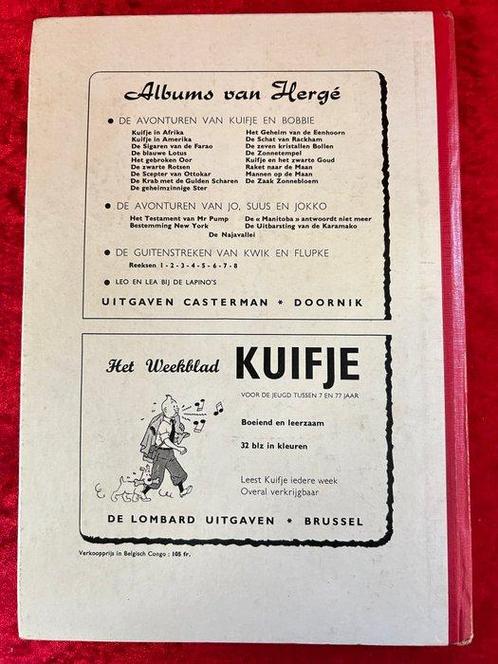 Albums van Hergé
• DE AVONTUREN VAN KUIFJE EN BOBBIE
Kuifje in Afrika
Kuifje in Amerika
De Sigaren van de Farao
De blauwe Lotus
Het gebroken Oor
De zwarte Rotsen
De Scepter van Ottokar
De Krab met de Gulden Scharen
De geheimzinnige Ster
Het Geheim van de Eenhoorn
De Schat van Rackham
De zeven kristallen Bollen
De Zonnetempel
Kuifje en het zwarte Goud
Raket naar de Maan
Mannen op de Maan
De Zaak Zonnebloem
• DE AVONTUREN VAN JO, SUUS EN JOKKO
Het Testament van Mr Pump
Bestemming New York
De « Manitoba » antwoordt niet meer
De Uitbarsting van de Karamako
De Najavallei
• DE GUITENSTREKEN VAN KWIK EN FLUPKE
Reeksen 1 - 2 - 3 - 4 - 5 - 6 - 7 - 8
• LEO EN LEA BIJ DE LAPINO'S
UITGAVEN CASTERMAN * DOORNIK
Het Weekblad KUIFJE
VOOR DE JEUGD TUSSEN 7 EN 77 JAAR
Boeiend en leerzaam
32 blz in kleuren
Leest Kuifje iedere week
Overal verkrijgbaar
DE LOMBARD UITGAVEN * BRUSSEL
Verkoopprijs in Belgisch Congo : 105 fr.